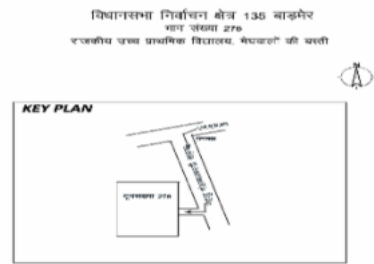 विधानसभा निर्वाचन क्षेत्र 135 बाड़मेर
भाग संख्या 276
राजकीय उच्च प्राथमिक विद्यालय, मेघवालों की बस्ती
N
KEY PLAN
276